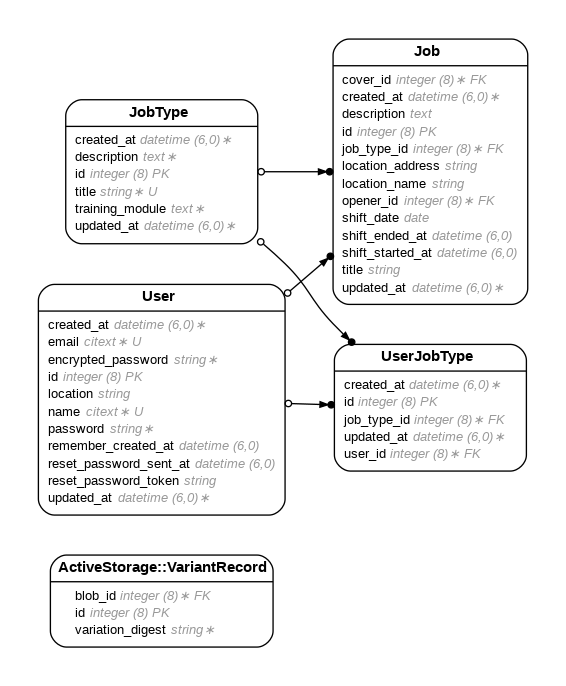 Job
cover_id integer (8)∗ FK
created_at datetime (6,0)∗
description text
id integer (8) PK
job_type_id integer (8)∗ FK
location_address string
location_name string
opener_id integer (8)∗ FK
shift_date date
shift_ended_at datetime (6,0)
shift_started_at datetime (6,0)
title string
updated_at datetime (6,0)∗
JobType
created_at datetime (6,0)∗
description text∗
id integer (8) PK
title string∗ U
training_module text∗
updated_at datetime (6,0)∗
User
created_at datetime (6,0)∗
email citext∗ U
encrypted_password string∗
id integer (8) PK
location string
name citext∗ U
password string∗
remember_created_at datetime (6,0)
reset_password_sent_at datetime (6,0)
reset_password_token string
updated_at datetime (6,0)∗
UserJobType
created_at datetime (6,0)∗
id integer (8) PK
job_type_id integer (8)∗ FK
updated_at datetime (6,0)∗
user_id integer (8)∗ FK
ActiveStorage::VariantRecord
blob_id integer (8)∗ FK
id integer (8) PK
variation_digest string∗